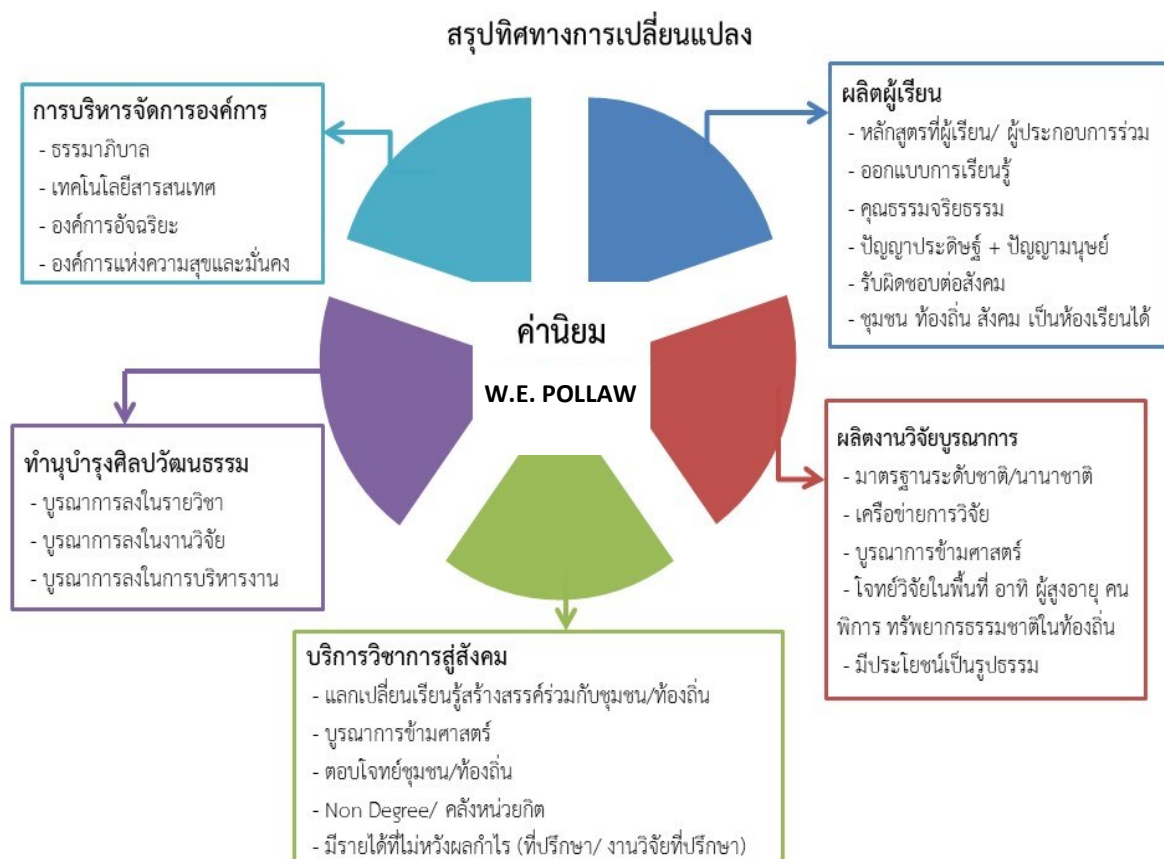 สรุปทิศทางการเปลี่ยนแปลง
การบริหารจัดการองค์การ
- ธรรมาภิบาล
- เทคโนโลยีสารสนเทศ
- องค์การอัจฉริยะ
- องค์การแห่งความสุขและมั่นคง
ผลิตผู้เรียน
- หลักสูตรที่ผู้เรียน/ ผู้ประกอบการร่วม
- ออกแบบการเรียนรู้
- คุณธรรมจริยธรรม
- ปัญญาประดิษฐ์ + ปัญญามนุษย์
- รับผิดชอบต่อสังคม
- ชุมชน ท้องถิ่น สังคม เป็นห้องเรียนได้
ค่านิยม
W.E. POLLAW
ทำนุบำรุงศิลปวัฒนธรรม
- บูรณาการลงในรายวิชา
- บูรณาการลงในงานวิจัย
- บูรณาการลงในการบริหารงาน
ผลิตงานวิจัยบูรณาการ
- มาตรฐานระดับชาติ/นานาชาติ
- เครือข่ายการวิจัย
- บูรณาการข้ามศาสตร์
- โจทย์วิจัยในพื้นที่ อาทิ ผู้สูงอายุ คน
พิการ ทรัพยากรธรรมชาติในท้องถิ่น
- มีประโยชน์เป็นรูปธรรม
บริการวิชาการสู่สังคม
- แลกเปลี่ยนเรียนรู้สร้างสรรค์ร่วมกับชุมชน/ท้องถิ่น
- บูรณาการข้ามศาสตร์
- ตอบโจทย์ชุมชน/ท้องถิ่น
- Non Degree/ คลังหน่วยกิต
- มีรายได้ที่ไม่หวังผลกำไร (ที่ปรึกษา/ งานวิจัยที่ปรึกษา)